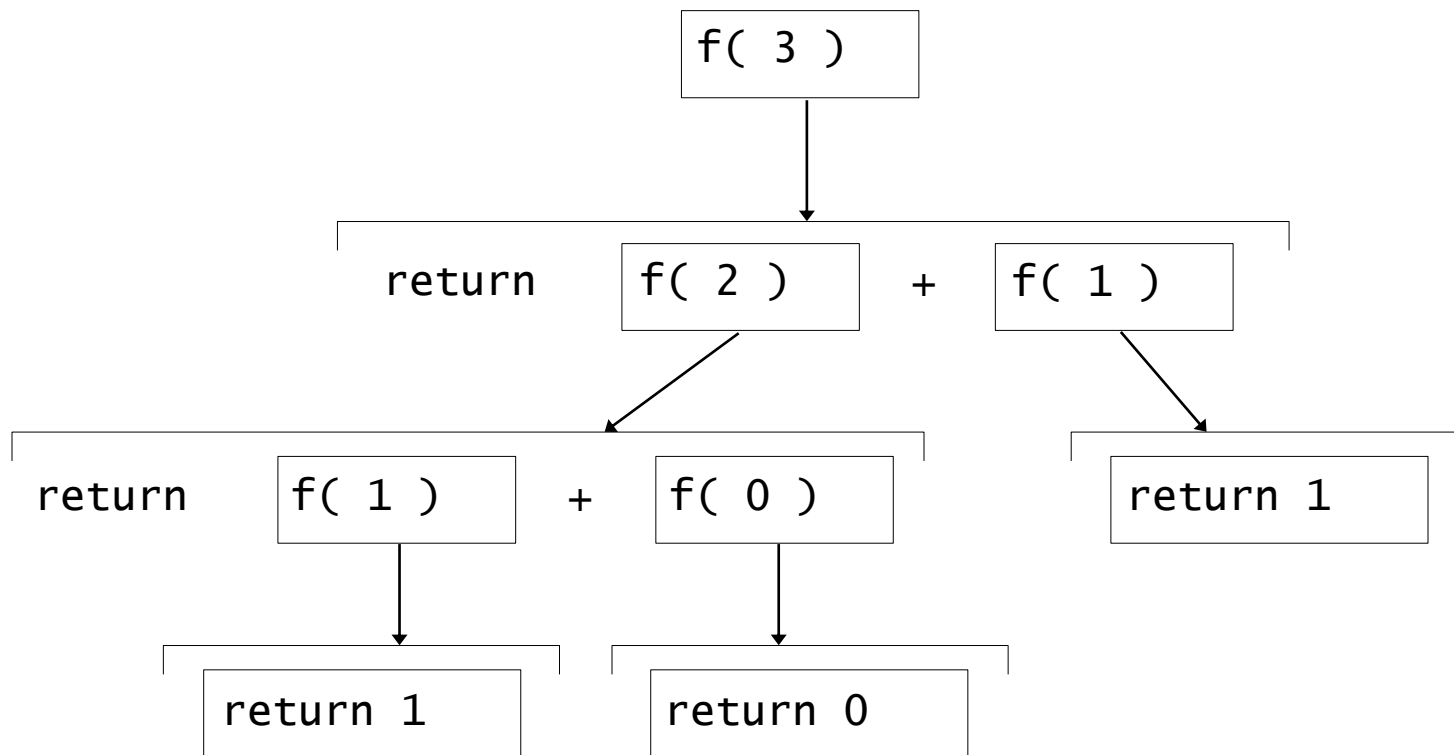 f( 3 )
return f( 2 ) + f( 1 )
return f( 1 ) + f( 0 )
return 1
return 1
return 0